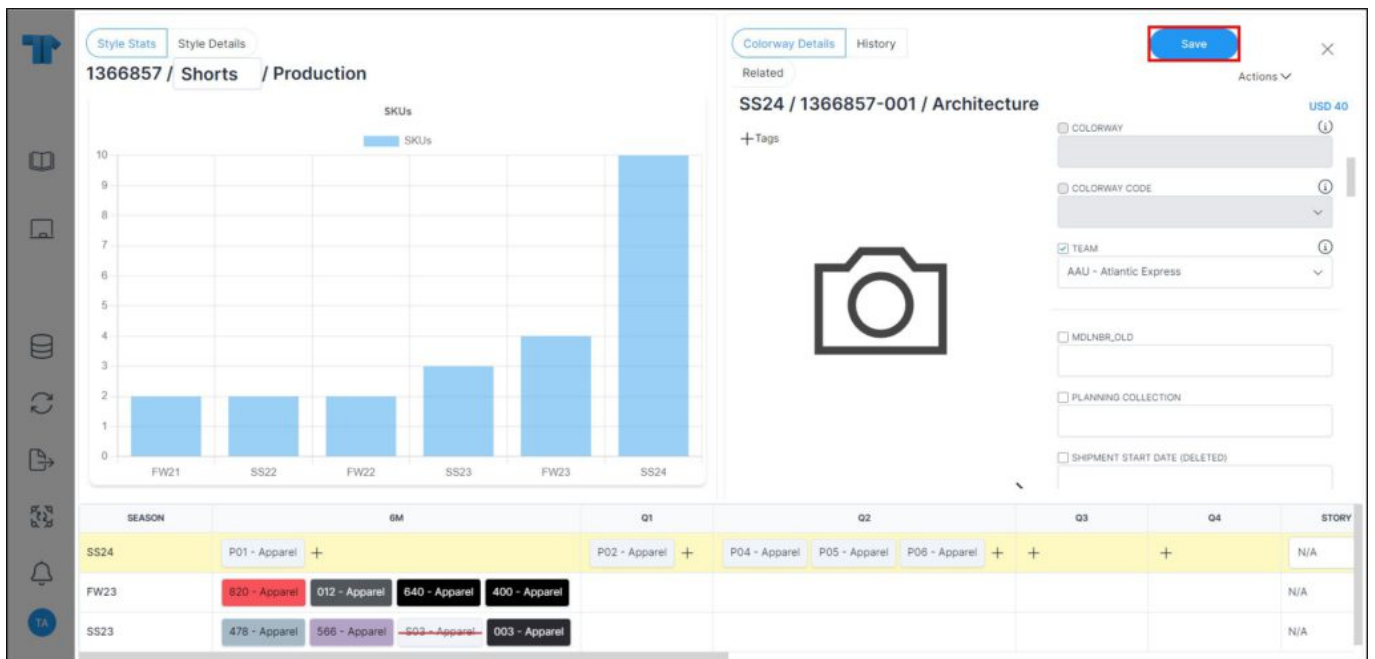 Style Stats Style Details
1366857 / Shorts / Production
SKUs
SKUs
10
9
8
7
6
5
4
3
2
1
0
FW21 SS22 FW22 SS23 FW23 SS24
Colorway Details History
Save
Related
Actions
SS24 / 1366857-001 / Architecture
USD 40
+Tags
COLORWAY
COLORWAY CODE
TEAM
AAU - Atlantic Express
MDLNBR_OLD
PLANNING COLLECTION
SHIPMENT START DATE (DELETED)
SEASON 6M Q1 Q2 Q3 Q4 STORY
SS24 P01 - Apparel + P02 - Apparel + P04 - Apparel P05 - Apparel P06 - Apparel + + + N/A
FW23 820 - Apparel 012 - Apparel 640 - Apparel 400 - Apparel N/A
SS23 478 - Apparel 566 - Apparel S03 - Apparel 003 - Apparel N/A
TA